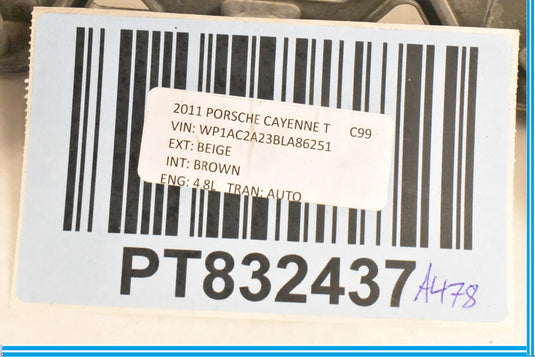 2011 PORSCHE CAYENNE T C99
VIN: WP1AC2A23BLA86251
EXT: BEIGE
INT: BROWN
ENG: 4.8L TRAN: AUTO
PT832437 A478